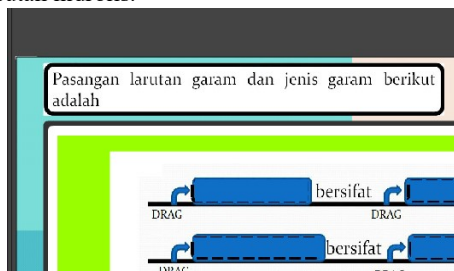 Pasangan larutan garam dan jenis garam berikut
adalah
bersifat
DRAG DRAG
bersifat